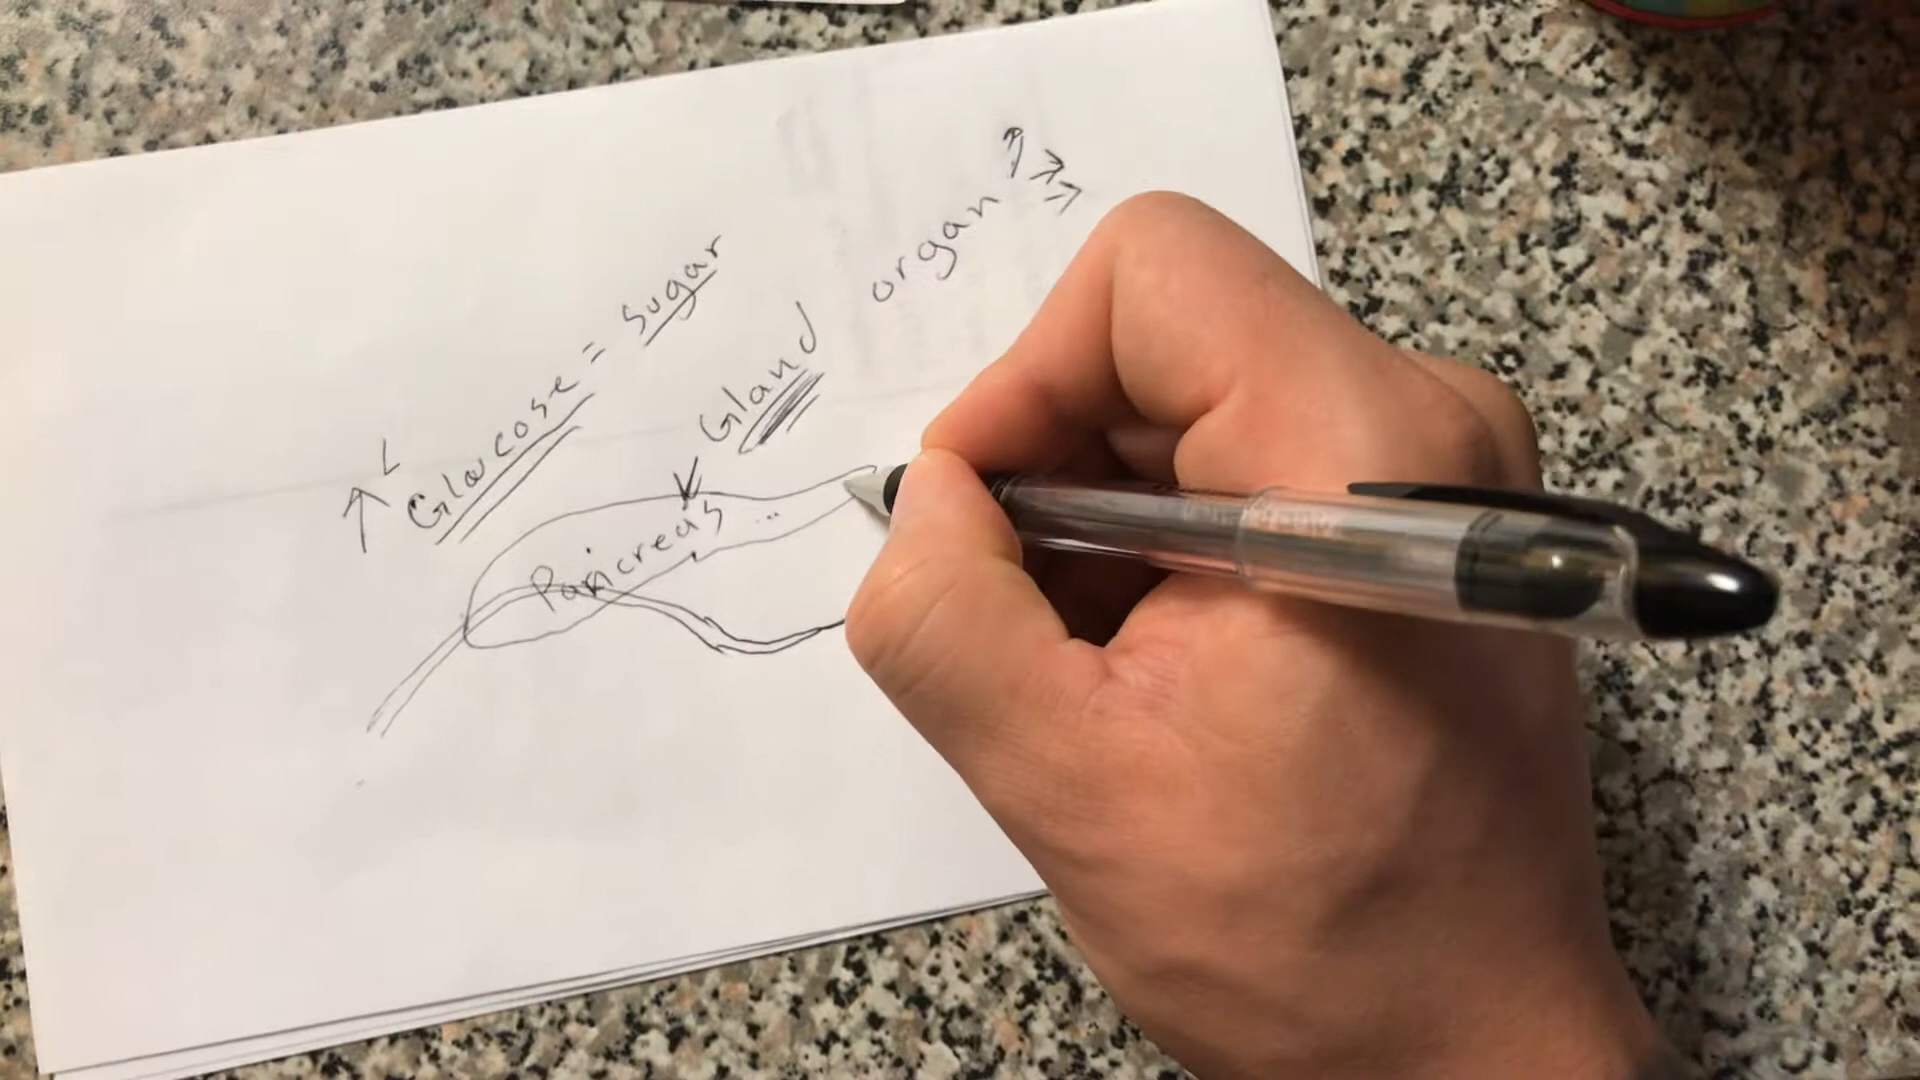 Glucose = sugar
Gland
organ
Pancreas